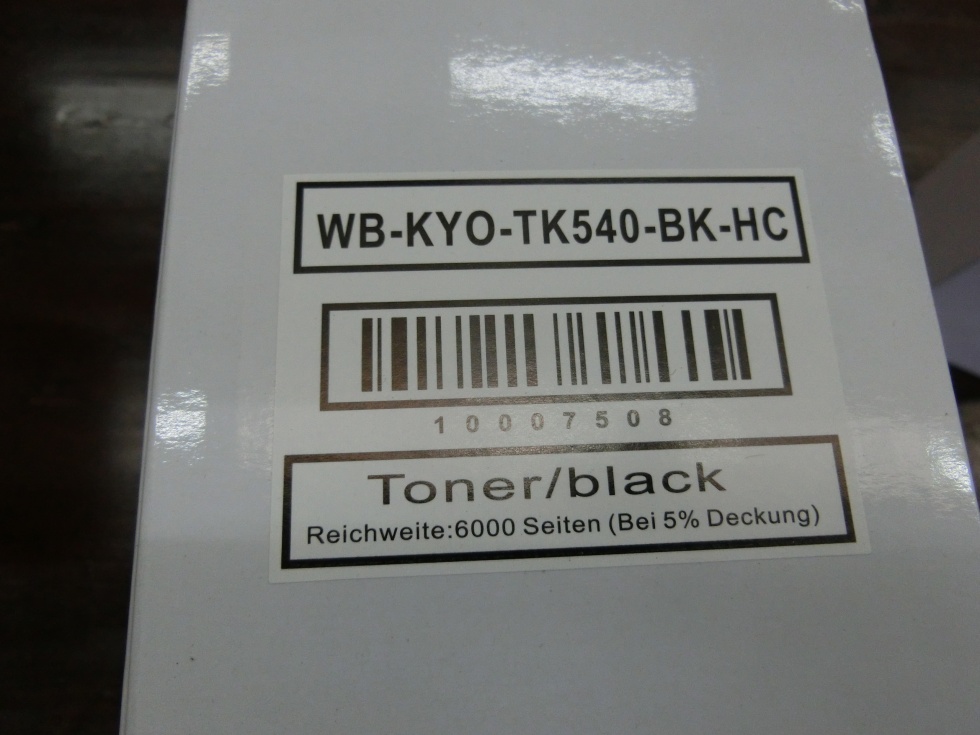 WB-KYO-TK540-BK-HC
10007508
Toner/black
Reichweite:6000 Seiten (Bei 5% Deckung)